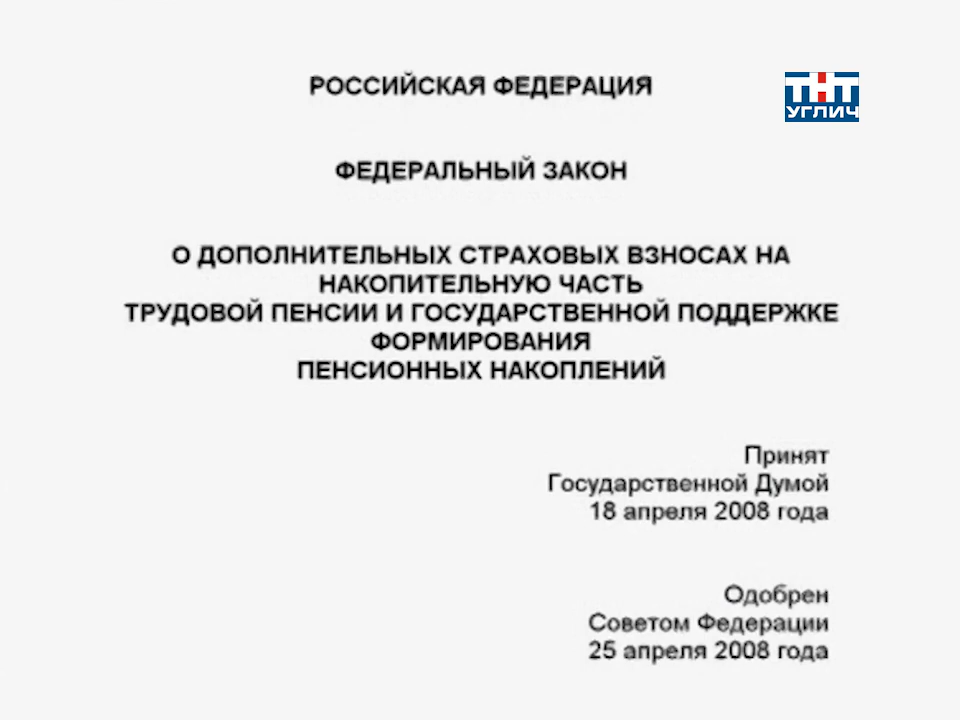 РОССИЙСКАЯ ФЕДЕРАЦИЯ
ТНТ
УГЛИЧ
ФЕДЕРАЛЬНЫЙ ЗАКОН
О ДОПОЛНИТЕЛЬНЫХ СТРАХОВЫХ ВЗНОСАХ НА
НАКОПИТЕЛЬНУЮ ЧАСТЬ
ТРУДОВОЙ ПЕНСИИ И ГОСУДАРСТВЕННОЙ ПОДДЕРЖКЕ
ФОРМИРОВАНИЯ
ПЕНСИОННЫХ НАКОПЛЕНИЙ
Принят
Государственной Думой
18 апреля 2008 года
Одобрен
Советом Федерации
25 апреля 2008 года